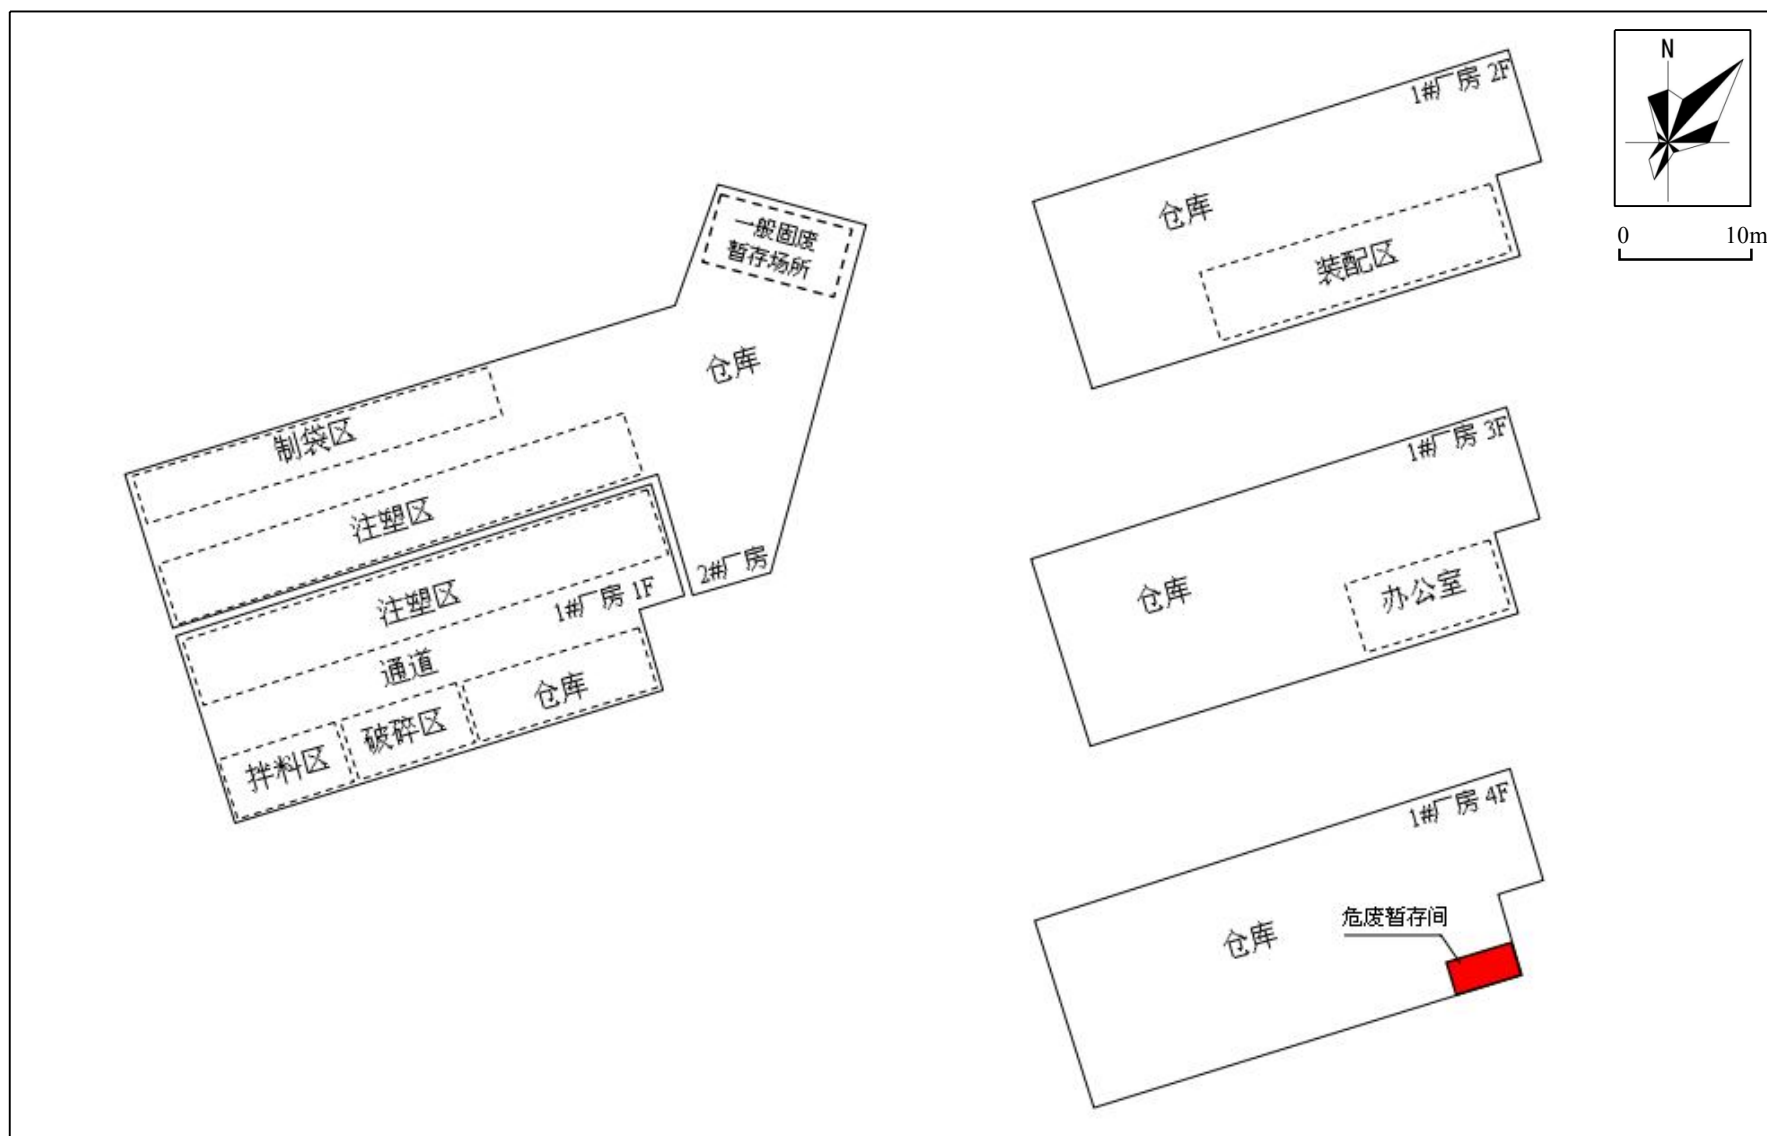 N
0 10m
1#厂房 2F
仓库
装配区
一般固废
暂存场所
仓库
制袋区
注塑区
2#厂房
注塑区
1#厂房 1F
通道
仓库
破碎区
拌料区
1#厂房 3F
仓库
办公室
1#厂房 4F
危废暂存间
仓库